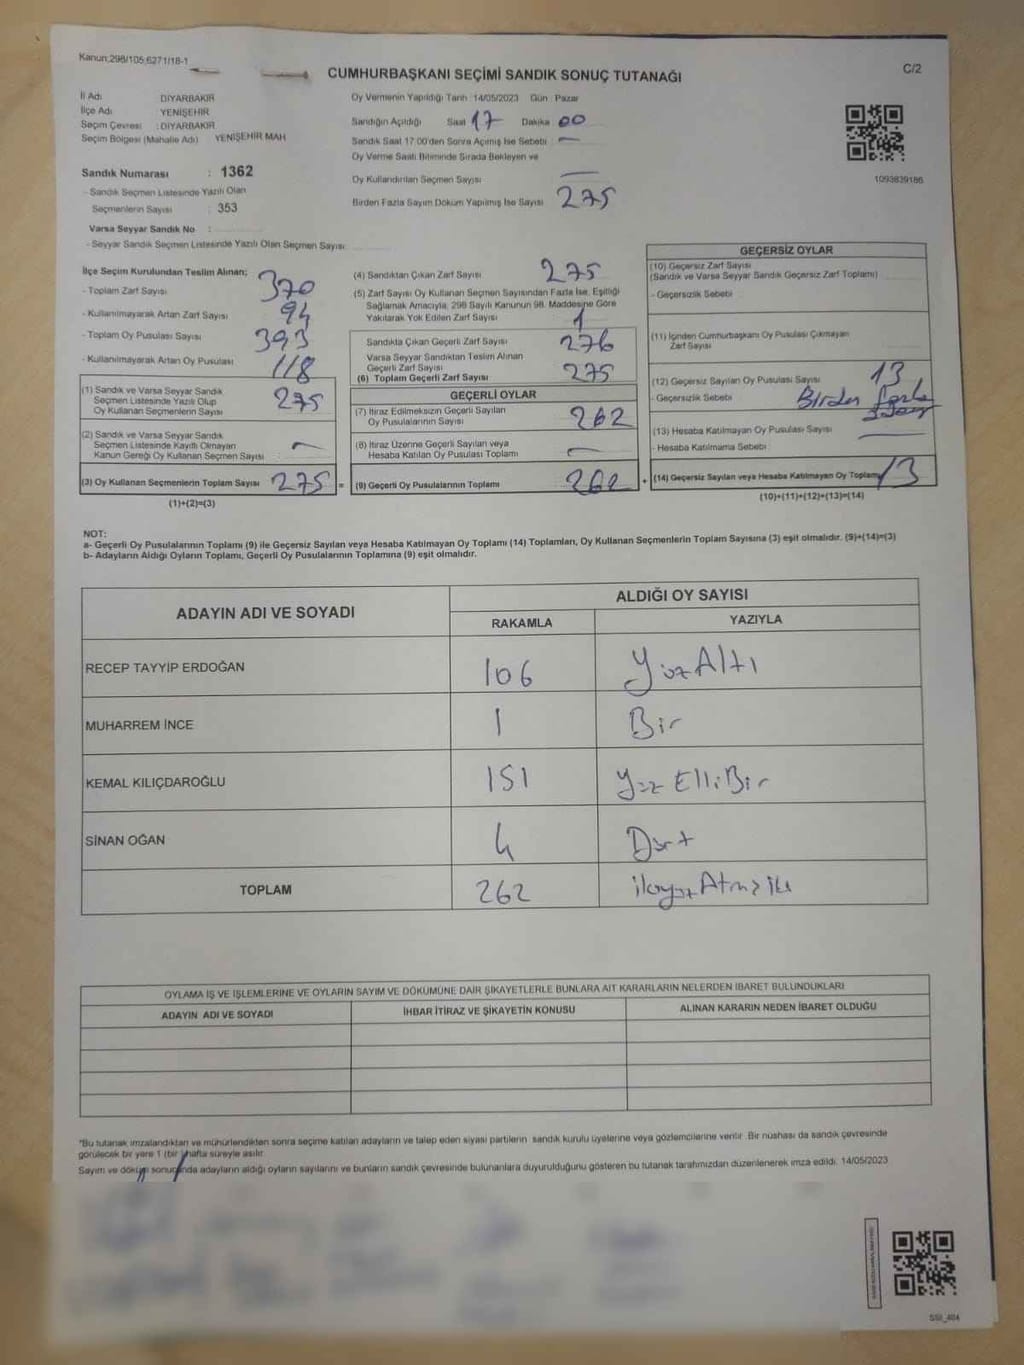 Kanun;298/105,6271/18-1
CUMHURBAŞKANI SEÇİMİ SANDIK SONUÇ TUTANAĞI
C/2
İl Adı DİYARBAKIR
İlçe Adı YENİŞEHİR
Seçim Çevresi : DİYARBAKIR
Seçim Bölgesi (Mahalle Adı) YENİŞEHİR MAH
Sandık Numarası : 1362
- Sandık Seçmen Listesinde Yazılı Olan
Seçmenlerin Sayısı : 353
Varsa Seyyar Sandık No :
- Seyyar Sandık Seçmen Listesinde Yazılı Olan Seçmen Sayısı:
Oy Vermenin Yapıldığı Tarih : 14/05/2023 Gün : Pazar
Sandığın Açıldığı Saat 17 Dakika 00
Sandık Saat 17:00'den Sonra Açılmış İse Sebebi : —
Oy Verme Saati Bitiminde Sırada Bekleyen ve
Oy Kullandırılan Seçmen Sayısı —
Birden Fazla Sayım Döküm Yapılmış İse Sayısı 275
1093839186
İlçe Seçim Kurulundan Teslim Alınan;
- Toplam Zarf Sayısı 370
- Kullanılmayarak Artan Zarf Sayısı 94
- Toplam Oy Pusulası Sayısı 393
- Kullanılmayarak Artan Oy Pusulası 118
(1) Sandık ve Varsa Seyyar Sandık
Seçmen Listesinde Yazılı Olup
Oy Kullanan Seçmenlerin Sayısı 275
(2) Sandık ve Varsa Seyyar Sandık
Seçmen Listesinde Kayıtlı Olmayan
Kanun Gereği Oy Kullanan Seçmen Sayısı —
(3) Oy Kullanan Seçmenlerin Toplam Sayısı 275 =
(1)+(2)=(3)
(4) Sandıktan Çıkan Zarf Sayısı 275
(5) Zarf Sayısı Oy Kullanan Seçmen Sayısından Fazla İse, Eşitliği
Sağlamak Amacıyla, 298 Sayılı Kanunun 98. Maddesine Göre
Yakılarak Yok Edilen Zarf Sayısı 1
Sandıkta Çıkan Geçerli Zarf Sayısı 276
Varsa Seyyar Sandıktan Teslim Alınan
Geçerli Zarf Sayısı
(6) Toplam Geçerli Zarf Sayısı 275
GEÇERLİ OYLAR
(7) İtiraz Edilmeksizin Geçerli Sayılan
Oy Pusulalarının Sayısı 262
(8) İtiraz Üzerine Geçerli Sayılan veya
Hesaba Katılan Oy Pusulası Toplamı —
(9) Geçerli Oy Pusulalarının Toplamı 262 +
GEÇERSİZ OYLAR
(10) Geçersiz Zarf Sayısı
(Sandık ve Varsa Seyyar Sandık Geçersiz Zarf Toplamı)
- Geçersizlik Sebebi
(11) İçinden Cumhurbaşkanı Oy Pusulası Çıkmayan
Zarf Sayısı
(12) Geçersiz Sayılan Oy Pusulası Sayısı 13
- Geçersizlik Sebebi Birden Fazla
(13) Hesaba Katılmayan Oy Pusulası Sayısı —
- Hesaba Katılmama Sebebi
(14) Geçersiz Sayılan veya Hesaba Katılmayan Oy Toplamı 13
(10)+(11)+(12)+(13)=(14)
NOT:
a- Geçerli Oy Pusulalarının Toplamı (9) ile Geçersiz Sayılan veya Hesaba Katılmayan Oy Toplamı (14) Toplamları, Oy Kullanan Seçmenlerin Toplam Sayısına (3) eşit olmalıdır. (9)+(14)=(3)
b- Adayların Aldığı Oyların Toplamı, Geçerli Oy Pusulalarının Toplamına (9) eşit olmalıdır.
ADAYIN ADI VE SOYADI
ALDIĞI OY SAYISI
RAKAMLA YAZIYLA
RECEP TAYYİP ERDOĞAN 106 Yüz Altı
MUHARREM İNCE 1 Bir
KEMAL KILIÇDAROĞLU 151 Yüz Elli Bir
SİNAN OĞAN 4 Dört
TOPLAM 262 ikiyüz Atmış iki
OYLAMA İŞ VE İŞLEMLERİNE VE OYLARIN SAYIM VE DÖKÜMÜNE DAİR ŞİKAYETLERLE BUNLARA AİT KARARLARIN NELERDEN İBARET BULUNDUKLARI
ADAYIN ADI VE SOYADI İHBAR İTİRAZ VE ŞİKAYETİN KONUSU ALINAN KARARIN NEDEN İBARET OLDUĞU
*Bu tutanak imzalandıktan ve mühürlendikten sonra seçime katılan adayların ve talep eden siyasi partilerin sandık kurulu üyelerine veya gözlemcilerine verilir. Bir nüshası da sandık çevresinde
görülecek bir yere 1 (bir) hafta süreyle asılır.
Sayım ve döküm sonucunda adayların aldığı oyların sayılarını ve bunların sandık çevresinde bulunanlara duyurulduğunu gösteren bu tutanak tarafımızdan düzenlenerek imza edildi. 14/05/2023